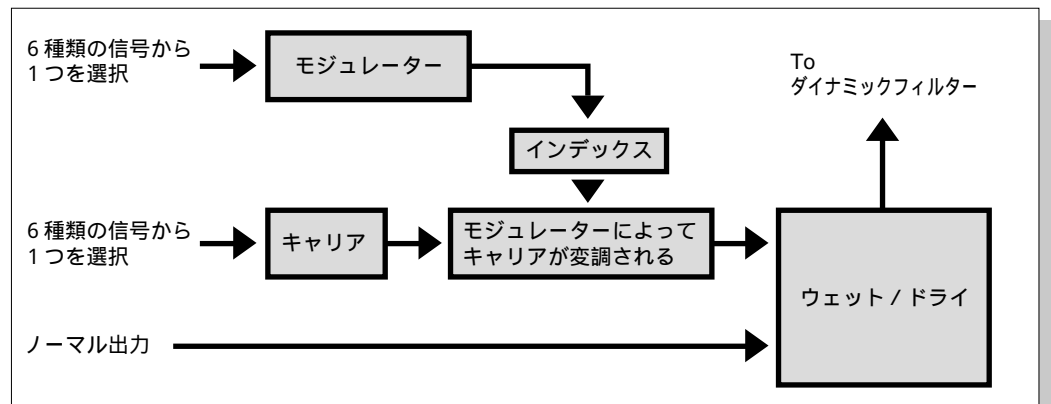 6種類の信号から
1つを選択
モジュレーター
To
ダイナミックフィルター
インデックス
6種類の信号から
1つを選択
キャリア
モジュレーターによって
キャリアが変調される
ウェット / ドライ
ノーマル出力